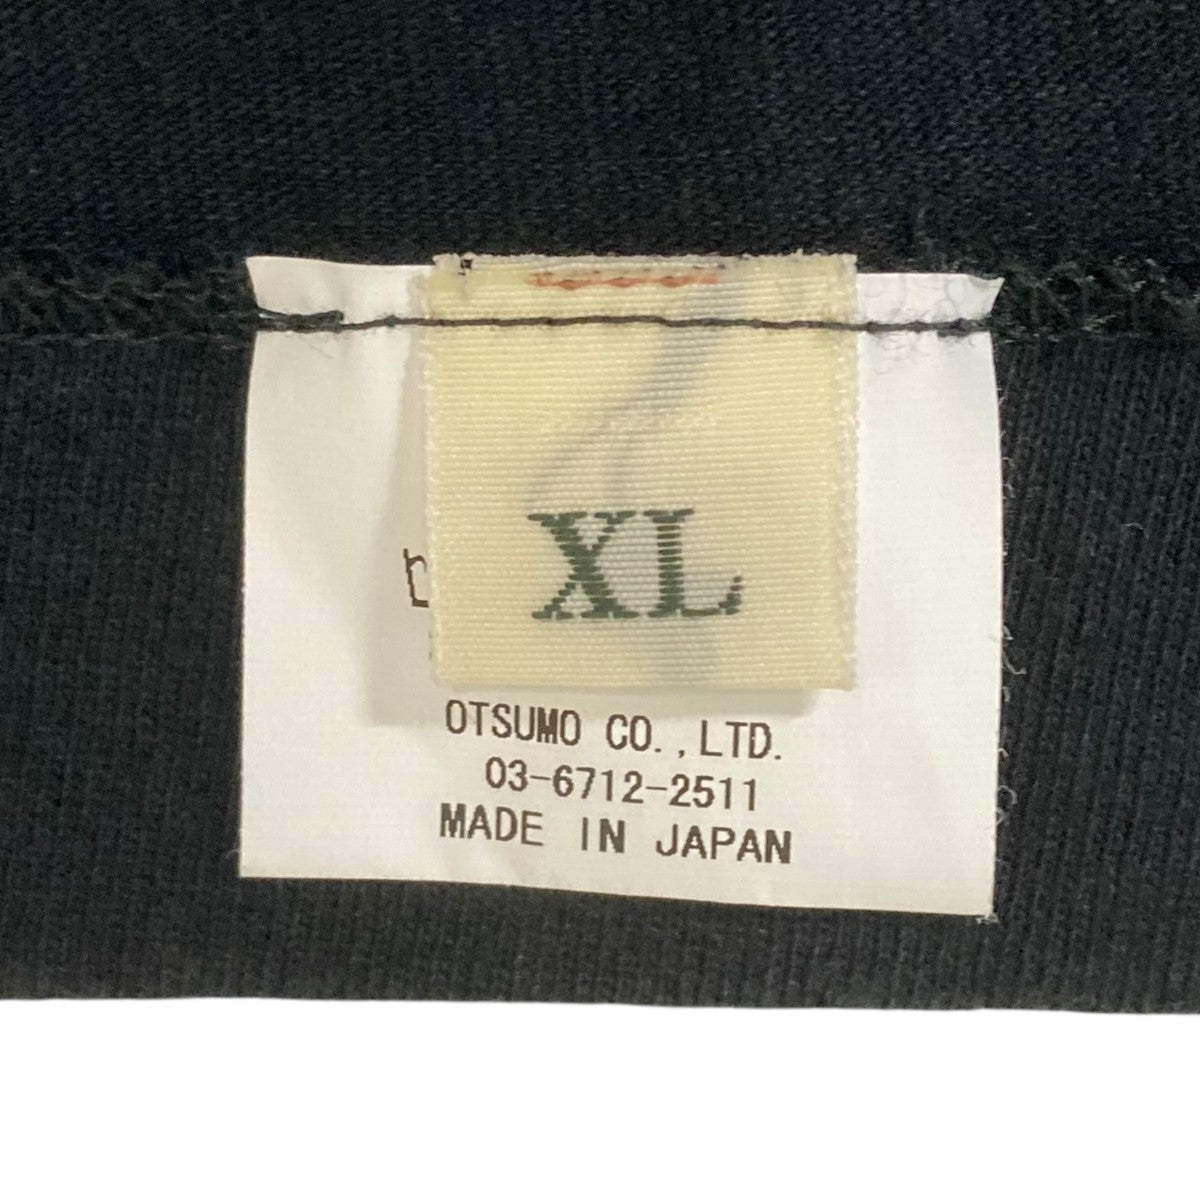 XL
OTSUMO CO.,LTD.
03-6712-2511
MADE IN JAPAN